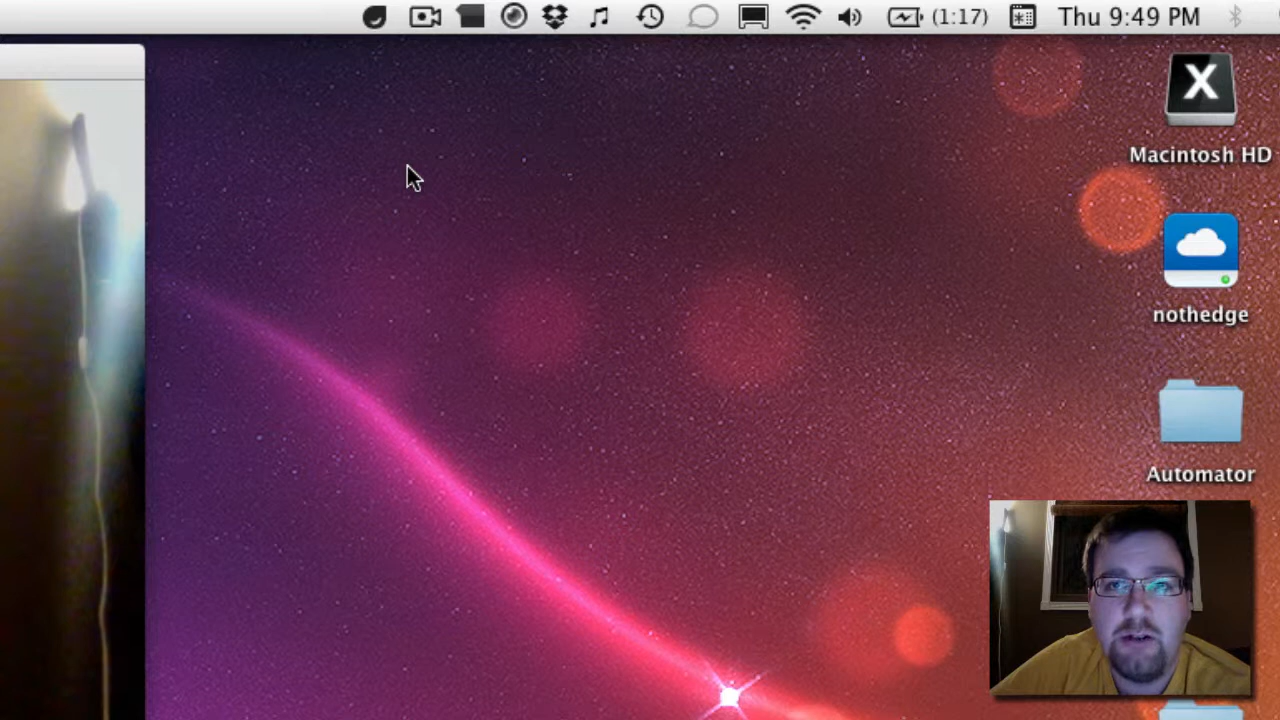 (1:17) Thu 9:49 PM
X
Macintosh HD
nothedge
Automator